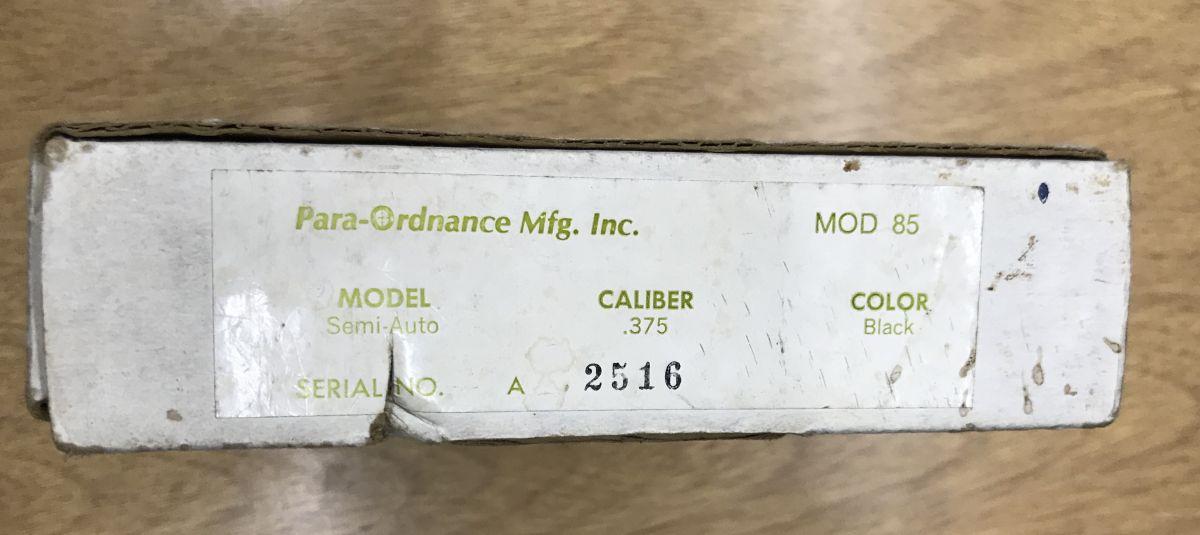 Para-Ordnance Mfg. Inc. MOD 85
MODEL CALIBER COLOR
Semi-Auto .375 Black
SERIAL NO. A 2516